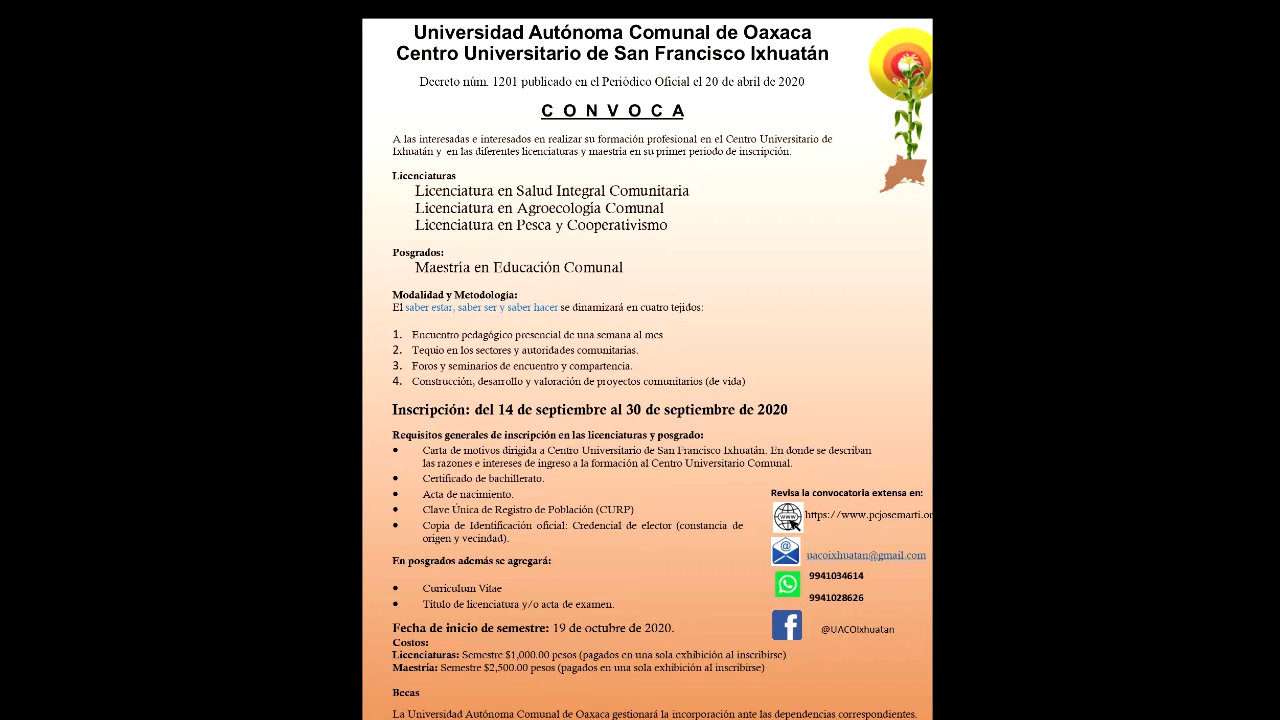 Universidad Autónoma Comunal de Oaxaca
Centro Universitario de San Francisco Ixhuatán
Decreto núm. 1201 publicado en el Periódico Oficial el 20 de abril de 2020
C O N V O C A
A las interesadas e interesados en realizar su formación profesional en el Centro Universitario de
Ixhuatán y en las diferentes licenciaturas y maestría en su primer periodo de inscripción.
Licenciaturas
Licenciatura en Salud Integral Comunitaria
Licenciatura en Agroecología Comunal
Licenciatura en Pesca y Cooperativismo
Posgrados:
Maestría en Educación Comunal
Modalidad y Metodología:
El saber estar, saber ser y saber hacer se dinamizará en cuatro tejidos:
1. Encuentro pedagógico presencial de una semana al mes
2. Tequio en los sectores y autoridades comunitarias.
3. Foros y seminarios de encuentro y compartencia.
4. Construcción, desarrollo y valoración de proyectos comunitarios (de vida)
Inscripción: del 14 de septiembre al 30 de septiembre de 2020
Requisitos generales de inscripción en las licenciaturas y posgrado:
• Carta de motivos dirigida a Centro Universitario de San Francisco Ixhuatán. En donde se describan
las razones e intereses de ingreso a la formación al Centro Universitario Comunal.
• Certificado de bachillerato.
• Acta de nacimiento.
• Clave Única de Registro de Población (CURP)
• Copia de Identificación oficial: Credencial de elector (constancia de
origen y vecindad).
En posgrados además se agregará:
• Curriculum Vitae
• Título de licenciatura y/o acta de examen.
Revisa la convocatoria extensa en:
www
https://www.pcjosemarti.or
@
uacoixhuatan@gmail.com
9941034614
9941028626
f
@UACOIxhuatan
Fecha de inicio de semestre: 19 de octubre de 2020.
Costos:
Licenciaturas: Semestre $1,000.00 pesos (pagados en una sola exhibición al inscribirse)
Maestría: Semestre $2,500.00 pesos (pagados en una sola exhibición al inscribirse)
Becas
La Universidad Autónoma Comunal de Oaxaca gestionará la incorporación ante las dependencias correspondientes.